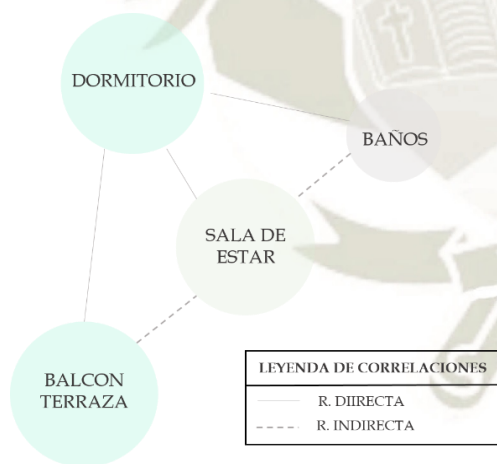 DORMITORIO
BAÑOS
SALA DE
ESTAR
BALCON
TERRAZA
LEYENDA DE CORRELACIONES
R. DIIRECTA
R. INDIRECTA